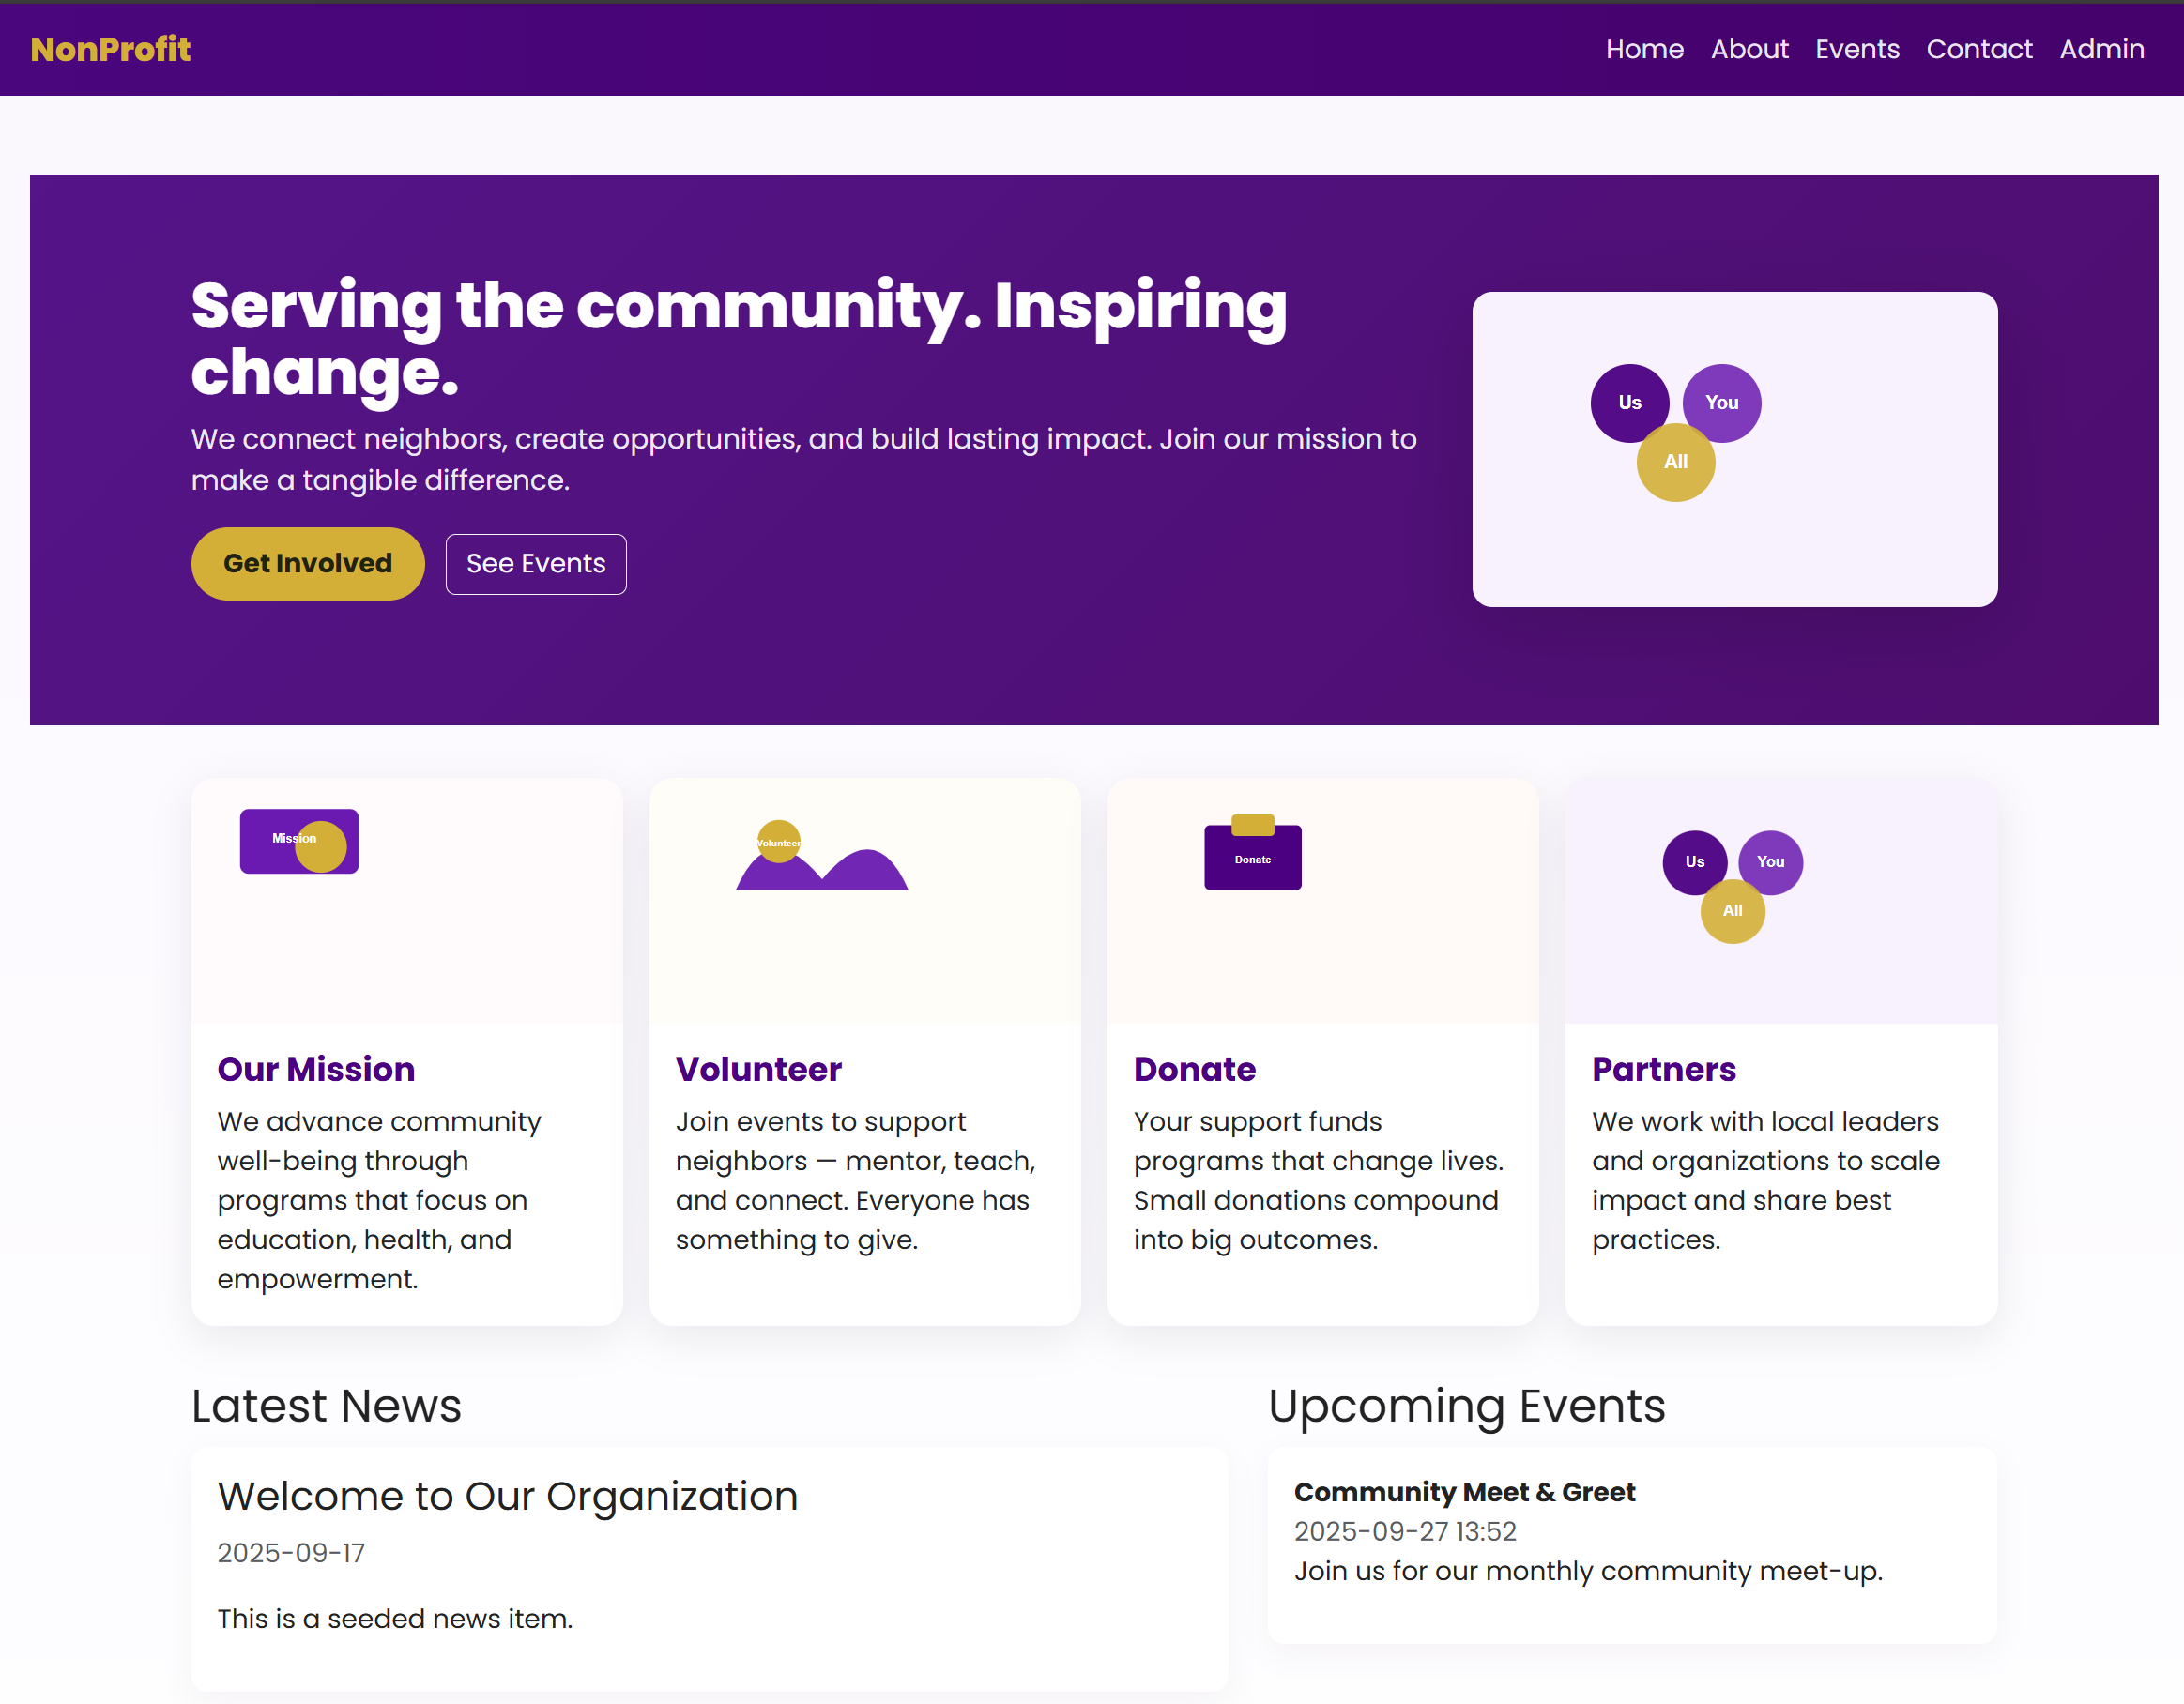 NonProfit
Home About Events Contact Admin
Serving the community. Inspiring
change.
We connect neighbors, create opportunities, and build lasting impact. Join our mission to
make a tangible difference.
Get Involved
See Events
Us
You
All
Mission
Our Mission
We advance community
well-being through
programs that focus on
education, health, and
empowerment.
Volunteer
Volunteer
Join events to support
neighbors — mentor, teach,
and connect. Everyone has
something to give.
Donate
Donate
Your support funds
programs that change lives.
Small donations compound
into big outcomes.
Us
You
All
Partners
We work with local leaders
and organizations to scale
impact and share best
practices.
Latest News
Welcome to Our Organization
2025-09-17
This is a seeded news item.
Upcoming Events
Community Meet & Greet
2025-09-27 13:52
Join us for our monthly community meet-up.